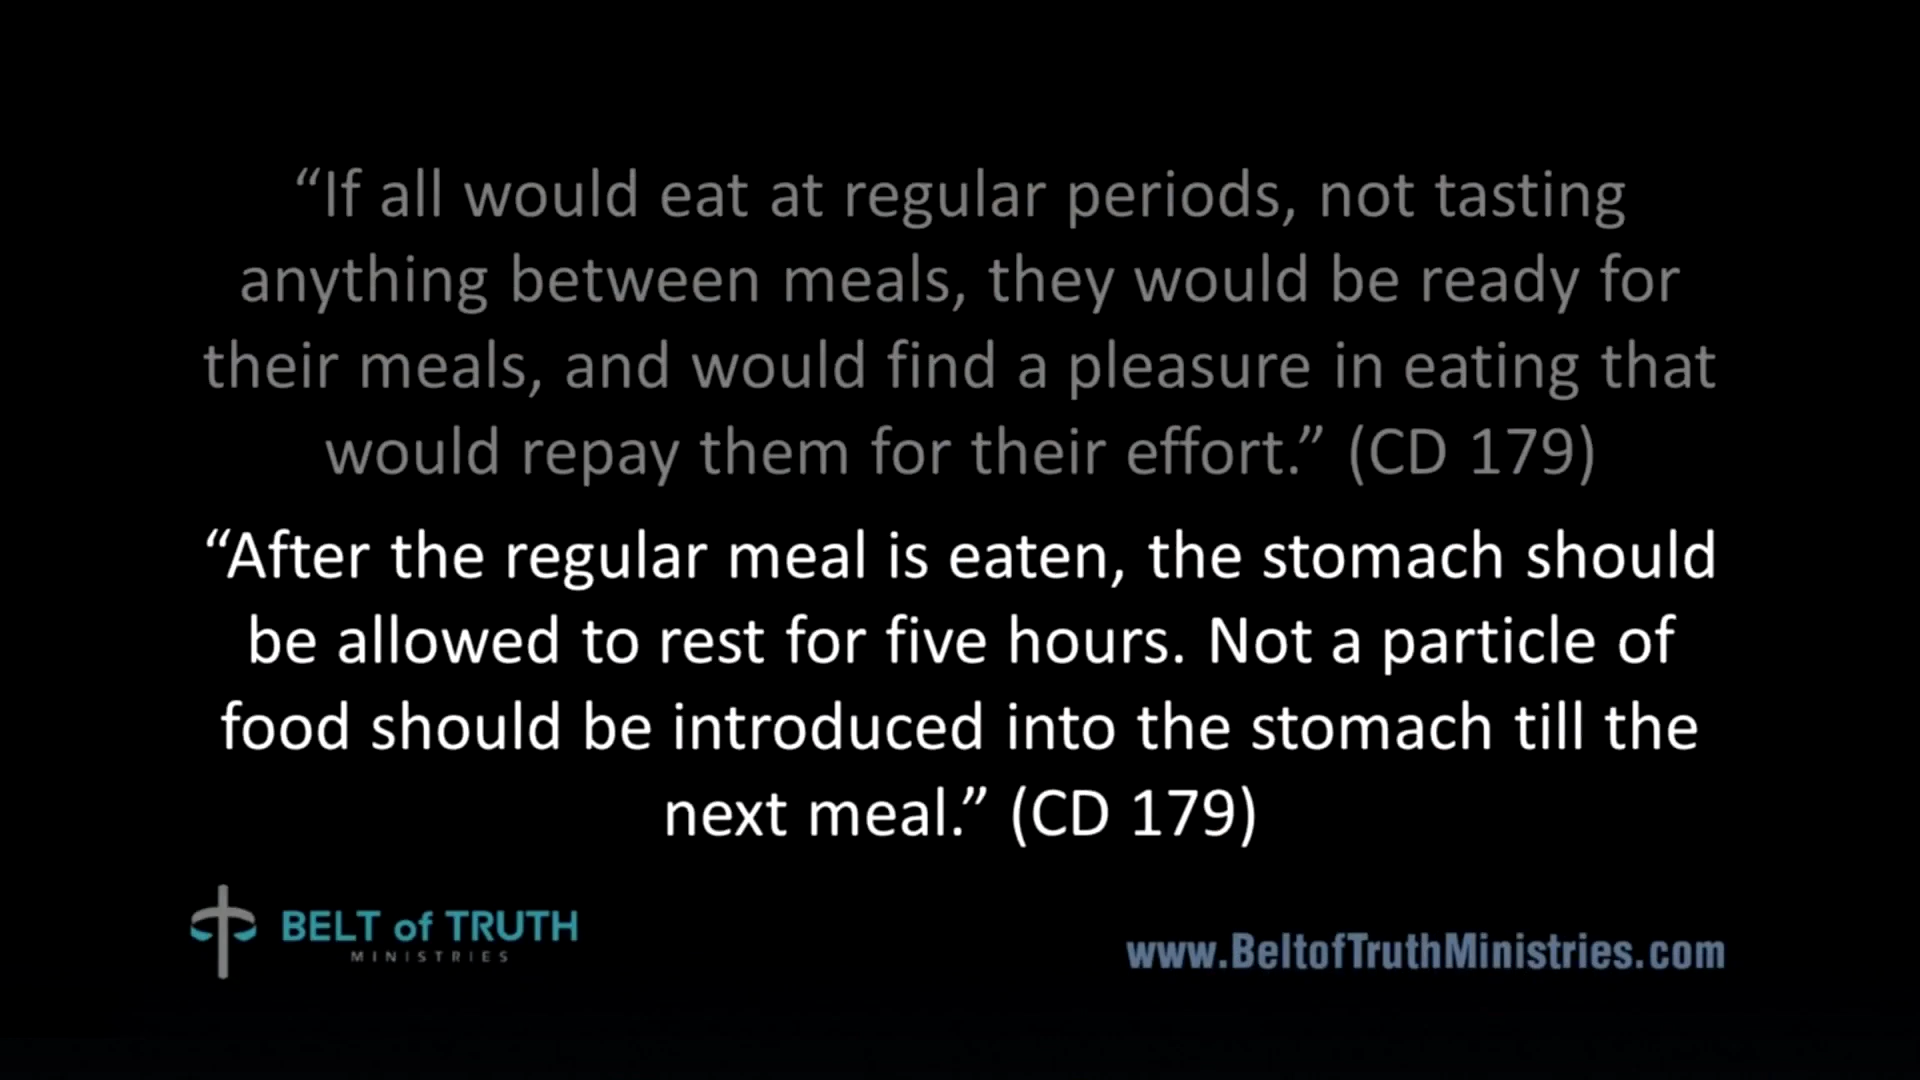 “If all would eat at regular periods, not tasting
anything between meals, they would be ready for
their meals, and would find a pleasure in eating that
would repay them for their effort.” (CD 179)
“After the regular meal is eaten, the stomach should
be allowed to rest for five hours. Not a particle of
food should be introduced into the stomach till the
next meal.” (CD 179)
BELT of TRUTH
MINISTRIES
www.BeltofTruthMinistries.com